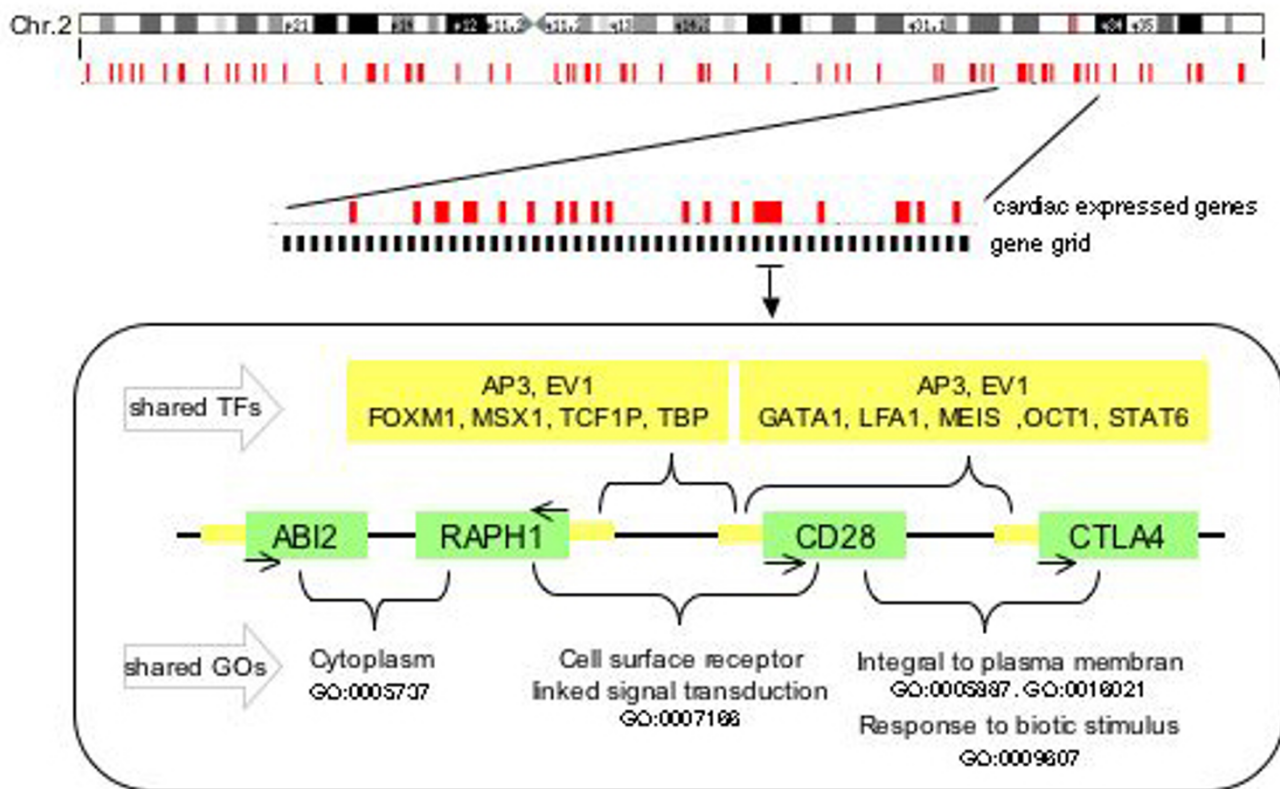 Chr.2
q35
cardiac expressed genes
gene grid
shared TFs
AP3, EV1
FOXM1, MSX1, TCF1P, TBP
AP3, EV1
GATA1, LFA1, MEIS ,OCT1, STAT6
ABI2
RAPH1
CD28
CTLA4
shared GOs
Cytoplasm
GO:0005737
Cell surface receptor
linked signal transduction
GO:0007166
Integral to plasma membran
GO:0005887. GO:0016021
Response to biotic stimulus
GO:0009607